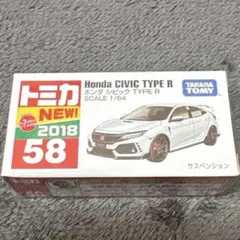 トミカ
NEW!
2018
58
Honda CIVIC TYPE R
ホンダ シビック TYPE R
SCALE 1/64
TAKARA
TOMY
サスペンション